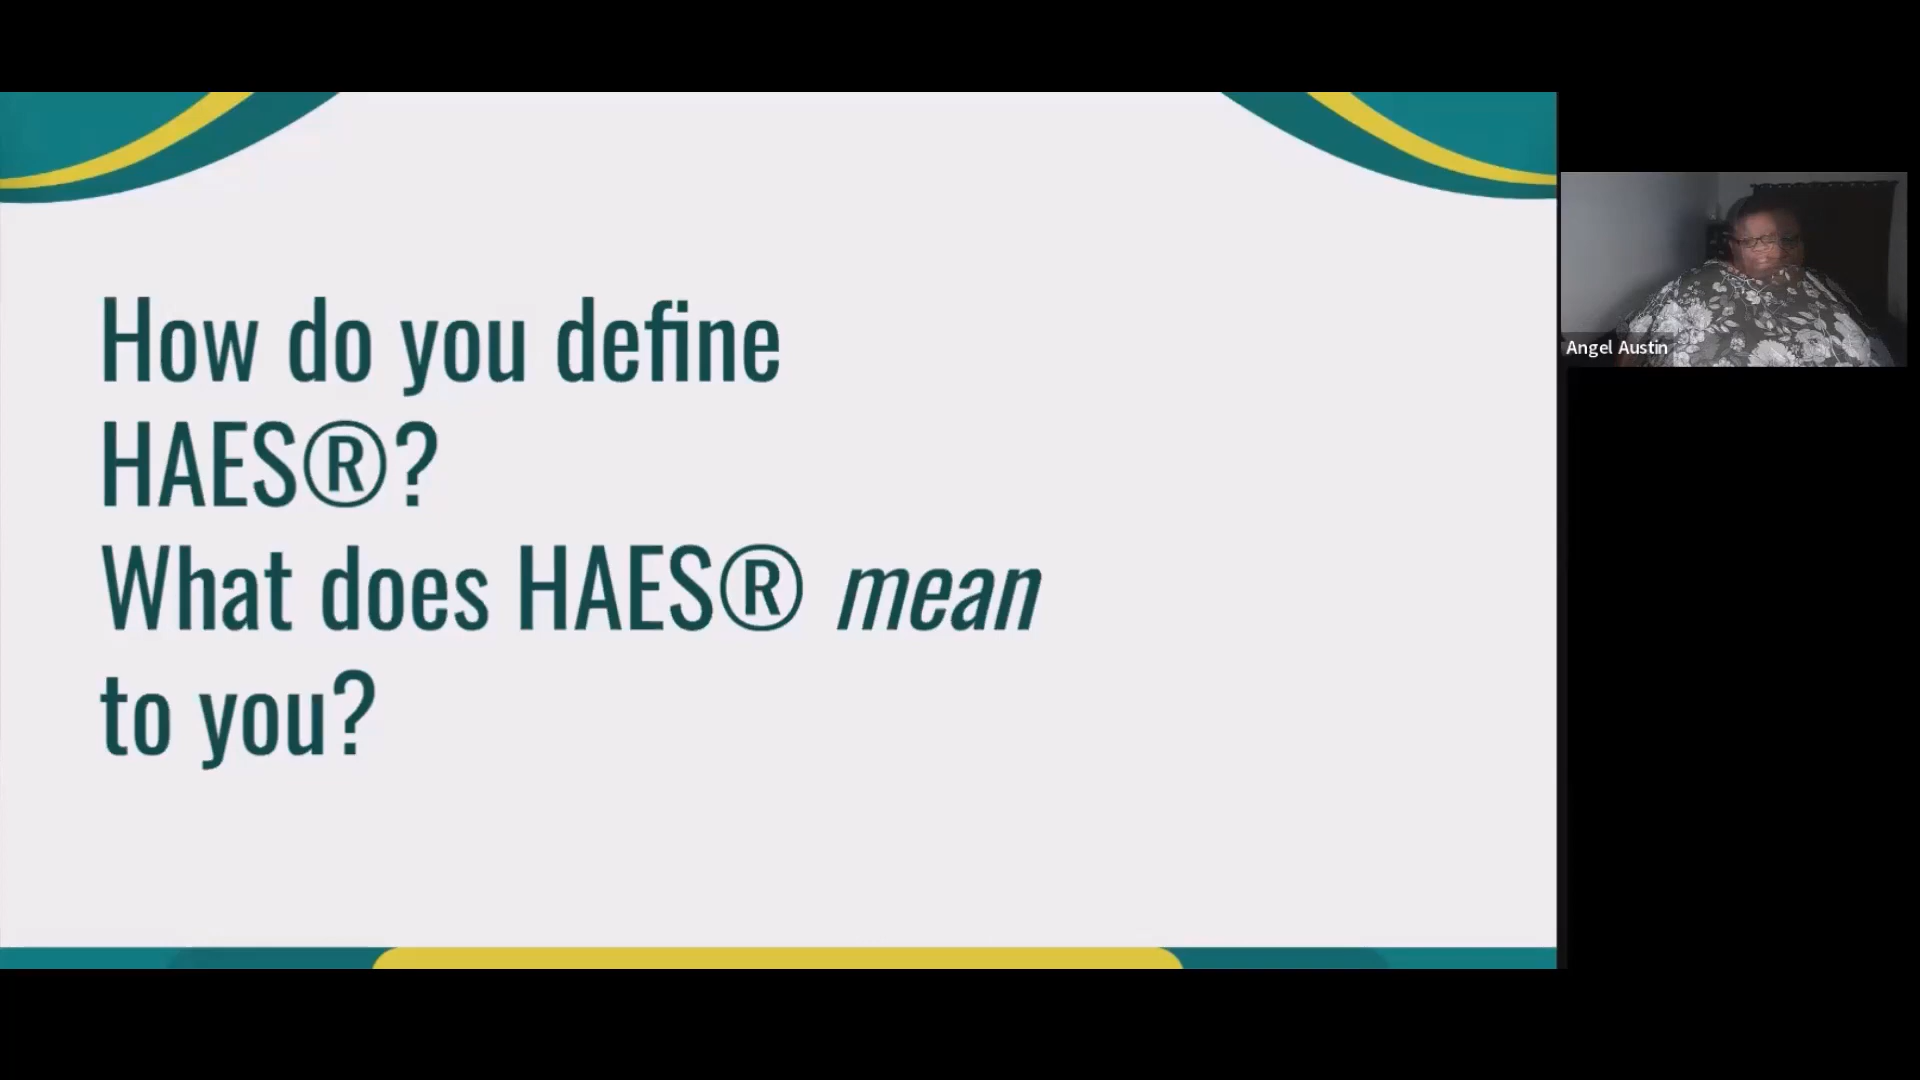 How do you define
HAES®?
What does HAES® mean
to you?
Angel Austin